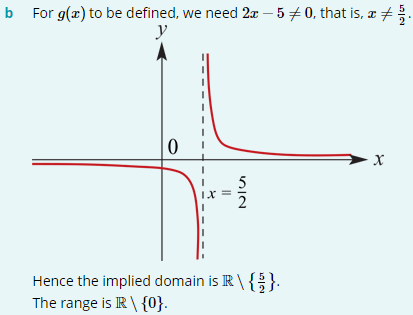 b For g(x) to be defined, we need 2x − 5 ≠ 0, that is, x ≠ 5/2.
y
0
x
x = 5/2
Hence the implied domain is ℝ \ {5/2}.
The range is ℝ \ {0}.